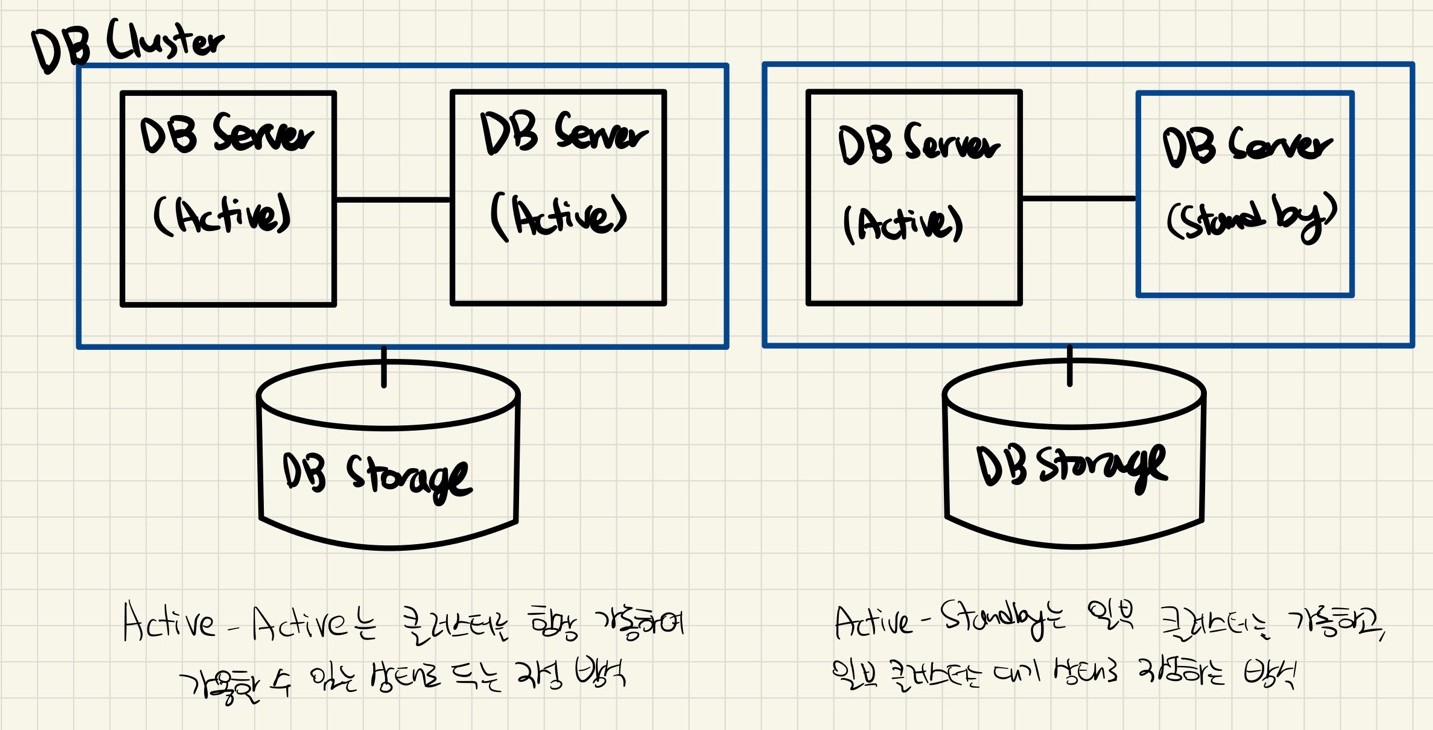 DB Cluster
DB Server
(Active)
DB Server
(Active)
DB Storage
Active - Active는 클러스터를 항상 가동하여
가용할 수 있는 상태로 두는 구성 방식
DB Server
(Active)
DB Server
(Stand by)
DB Storage
Active - Standby는 일부 클러스터는 가동하고,
일부 클러스터는 대기 상태로 지정하는 방식